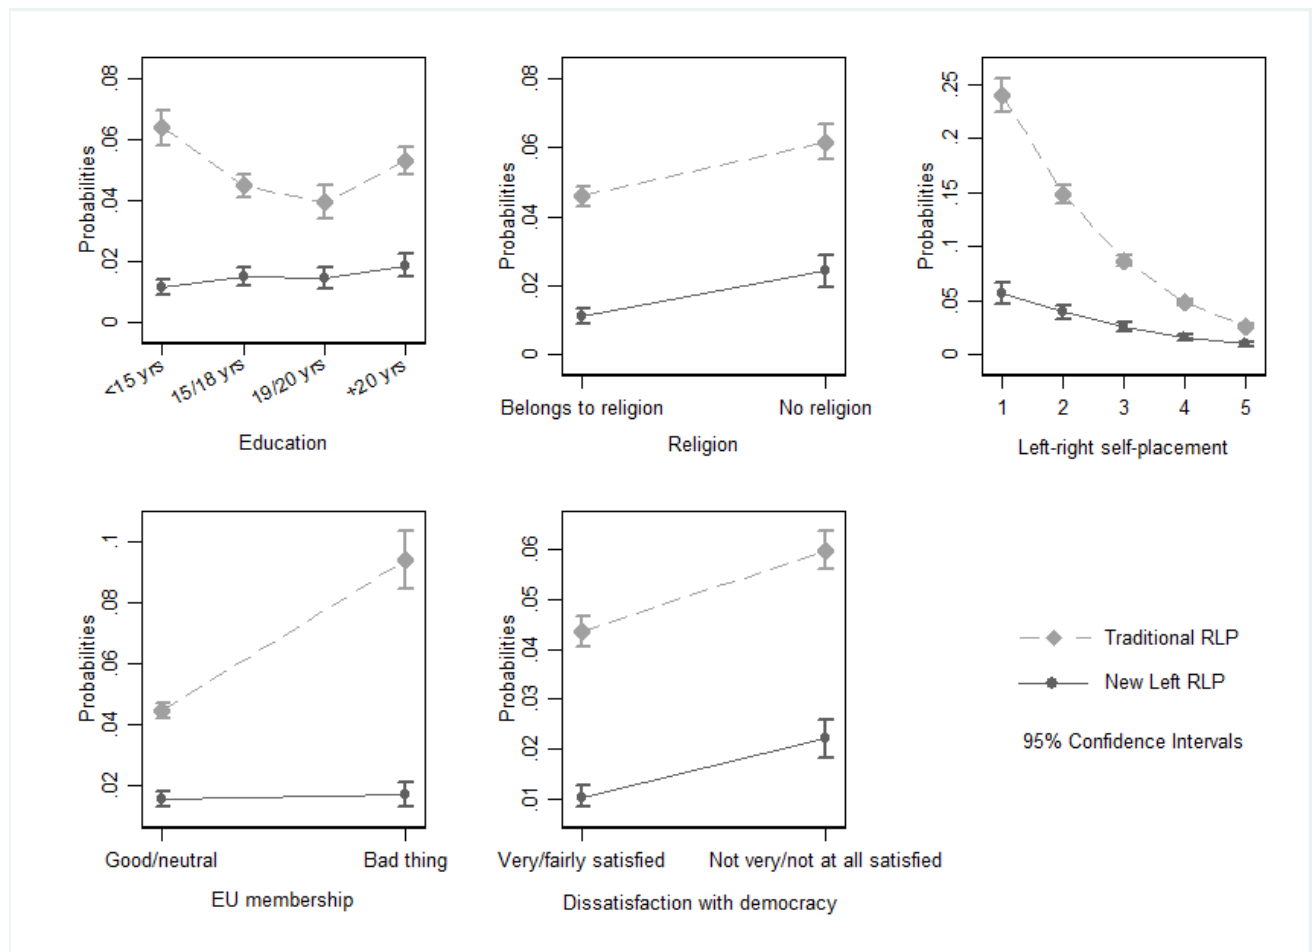 Probabilities
.08
.06
.04
.02
0
<15 yrs
15/18 yrs
19/20 yrs
+20 yrs
Education
Probabilities
.08
.06
.04
.02
0
Belongs to religion
No religion
Religion
Probabilities
.25
.2
.15
.1
.05
0
1 2 3 4 5
Left-right self-placement
Probabilities
.1
.08
.06
.04
.02
Good/neutral
Bad thing
EU membership
Probabilities
.06
.05
.04
.03
.02
.01
Very/fairly satisfied
Not very/not at all satisfied
Dissatisfaction with democracy
Traditional RLP
New Left RLP
95% Confidence Intervals